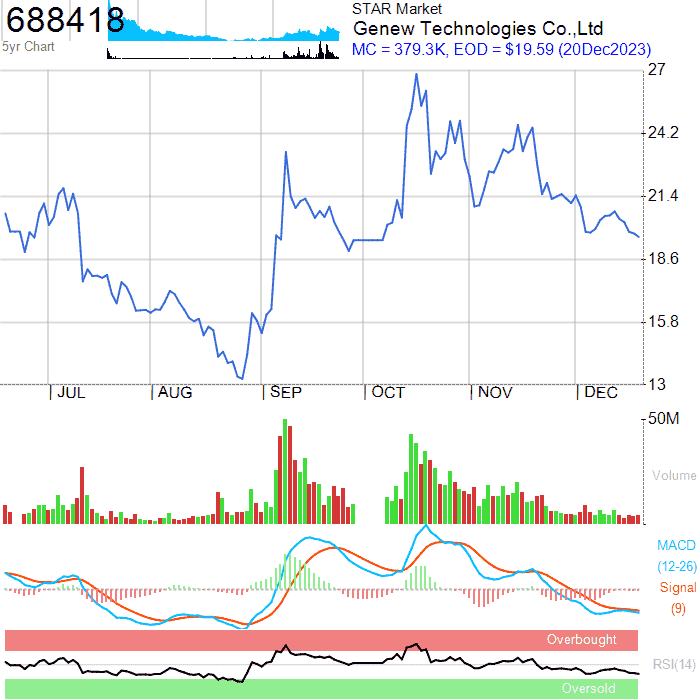 688418
5yr Chart
STAR Market
Genew Technologies Co.,Ltd
MC = 379.3K, EOD = $19.59 (20Dec2023)
27
24.2
21.4
18.6
15.8
13
JUL AUG SEP OCT NOV DEC
50M
Volume
MACD
(12-26)
Signal
(9)
Overbought
RSI(14)
Oversold